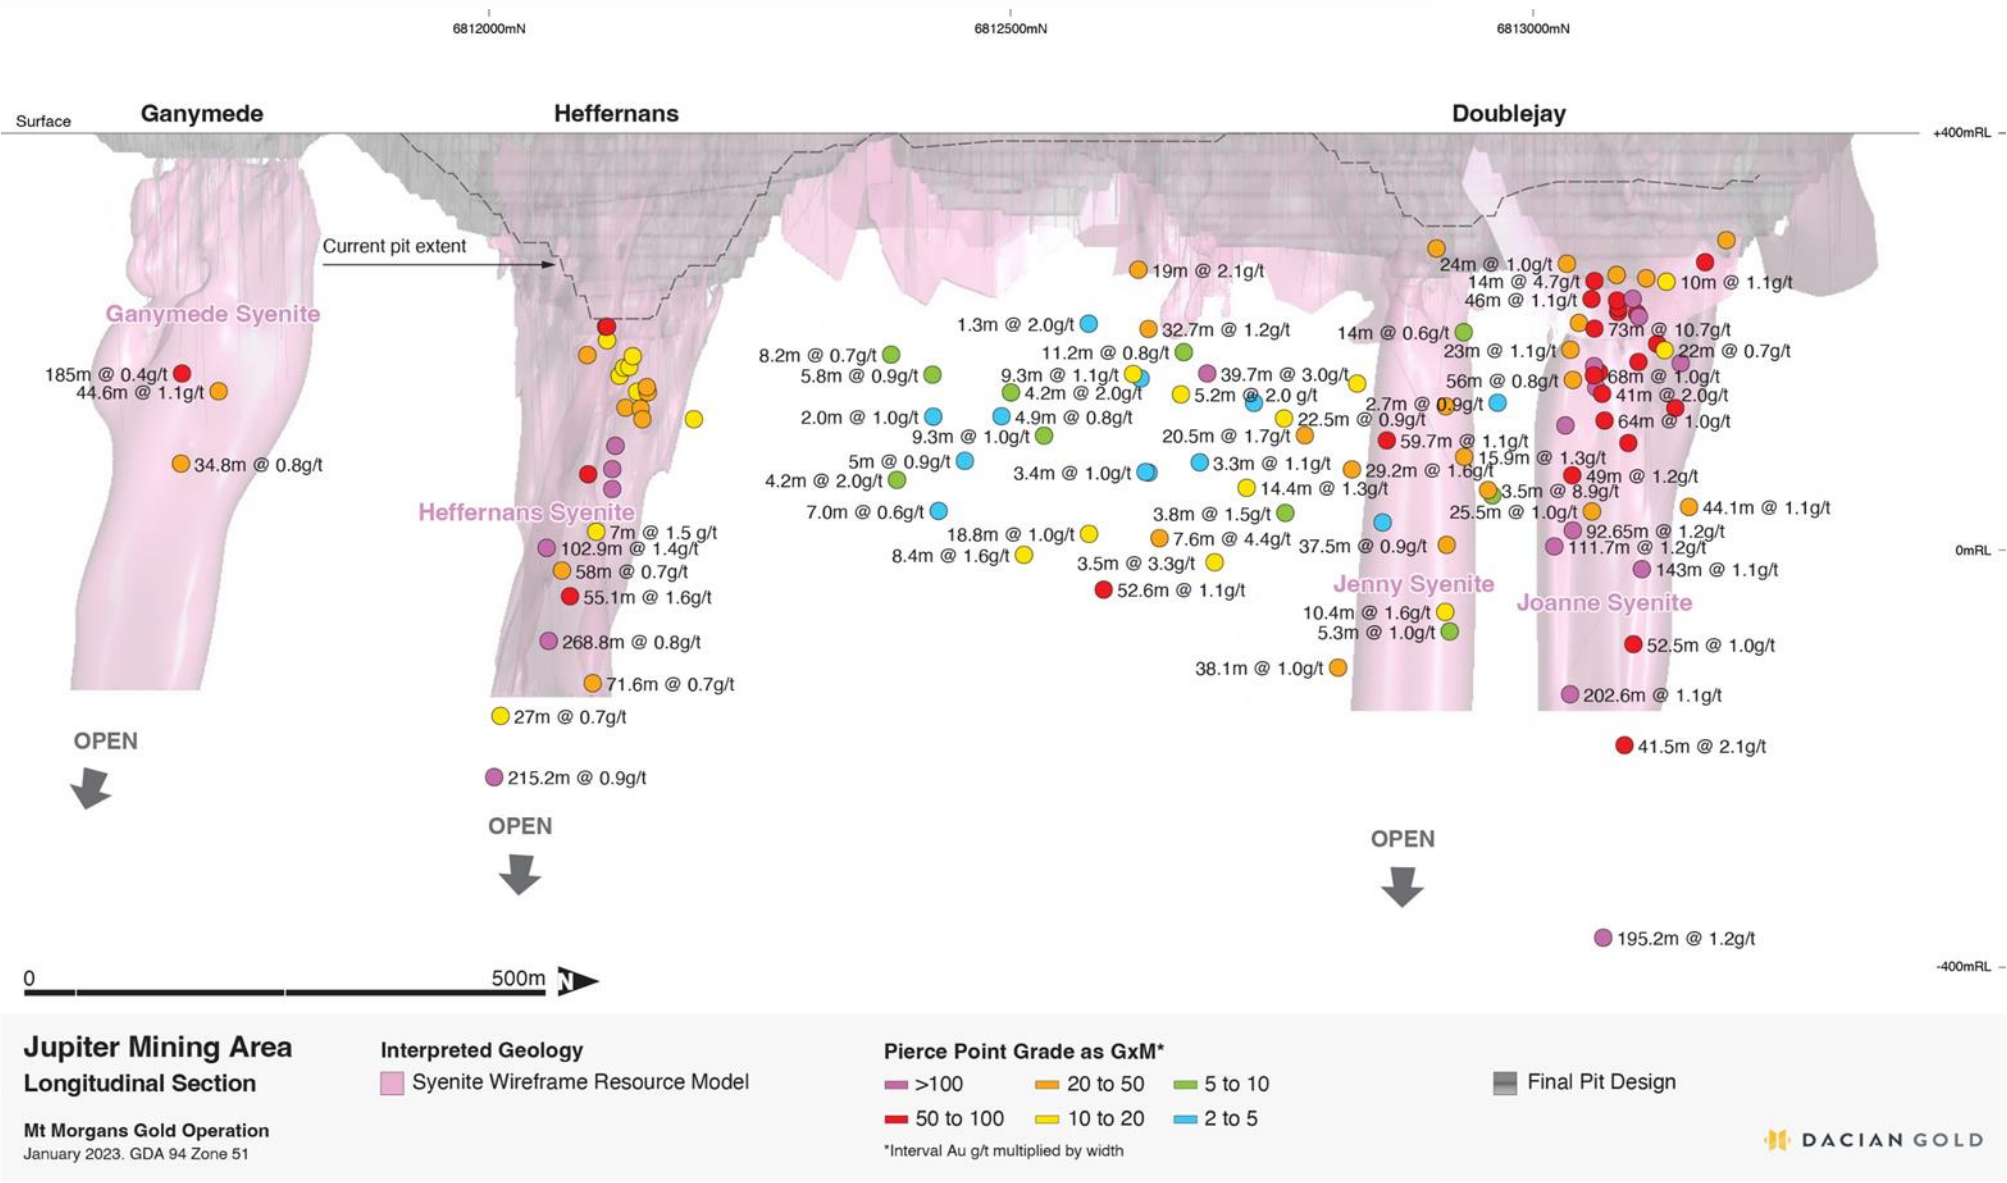 6812000mN
6812500mN
6813000mN
Ganymede
Heffernans
Doublejay
Surface
+400mRL
Current pit extent
24m @ 1.0g/t
19m @ 2.1g/t
14m @ 4.7g/t
10m @ 1.1g/t
46m @ 1.1g/t
Ganymede Syenite
1.3m @ 2.0g/t
32.7m @ 1.2g/t
14m @ 0.6g/t
73m @ 10.7g/t
8.2m @ 0.7g/t
11.2m @ 0.8g/t
23m @ 1.1g/t
22m @ 0.7g/t
185m @ 0.4g/t
5.8m @ 0.9g/t
9.3m @ 1.1g/t
39.7m @ 3.0g/t
56m @ 0.8g/t
68m @ 1.0g/t
44.6m @ 1.1g/t
4.2m @ 2.0g/t
5.2m @ 2.0 g/t
41m @ 2.0g/t
2.7m @ 0.9g/t
2.0m @ 1.0g/t
4.9m @ 0.8g/t
22.5m @ 0.9g/t
64m @ 1.0g/t
9.3m @ 1.0g/t
20.5m @ 1.7g/t
59.7m @ 1.1g/t
34.8m @ 0.8g/t
5m @ 0.9g/t
3.3m @ 1.1g/t
15.9m @ 1.3g/t
4.2m @ 2.0g/t
3.4m @ 1.0g/t
29.2m @ 1.6g/t
49m @ 1.2g/t
14.4m @ 1.3g/t
3.5m @ 8.9g/t
Heffernans Syenite
7.0m @ 0.6g/t
3.8m @ 1.5g/t
25.5m @ 1.0g/t
44.1m @ 1.1g/t
7m @ 1.5 g/t
18.8m @ 1.0g/t
7.6m @ 4.4g/t
92.65m @ 1.2g/t
102.9m @ 1.4g/t
37.5m @ 0.9g/t
111.7m @ 1.2g/t
0mRL
8.4m @ 1.6g/t
3.5m @ 3.3g/t
58m @ 0.7g/t
143m @ 1.1g/t
Jenny Syenite
55.1m @ 1.6g/t
52.6m @ 1.1g/t
Joanne Syenite
10.4m @ 1.6g/t
5.3m @ 1.0g/t
268.8m @ 0.8g/t
52.5m @ 1.0g/t
38.1m @ 1.0g/t
71.6m @ 0.7g/t
202.6m @ 1.1g/t
27m @ 0.7g/t
OPEN
41.5m @ 2.1g/t
215.2m @ 0.9g/t
OPEN
OPEN
195.2m @ 1.2g/t
-400mRL
0
500m
N
Jupiter Mining Area
Longitudinal Section
Mt Morgans Gold Operation
January 2023. GDA 94 Zone 51
Interpreted Geology
Syenite Wireframe Resource Model
Pierce Point Grade as GxM*
>100
20 to 50
5 to 10
50 to 100
10 to 20
2 to 5
*Interval Au g/t multiplied by width
Final Pit Design
DACIAN GOLD